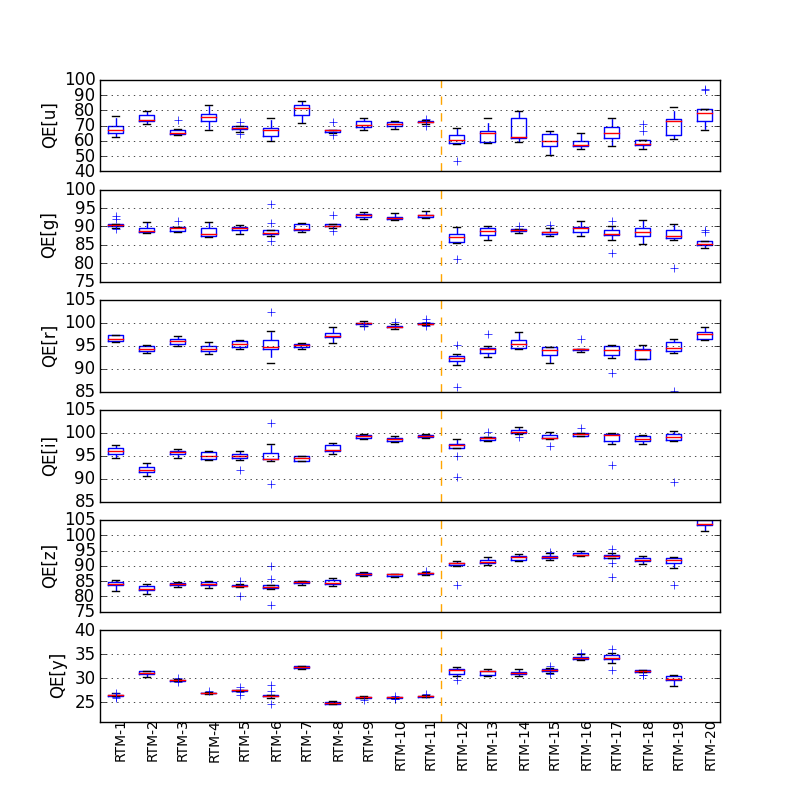 QE[u]
100
90
80
70
60
50
40
QE[g]
100
95
90
85
80
75
QE[r]
105
100
95
90
85
QE[i]
105
100
95
90
85
QE[z]
105
100
95
90
85
80
75
QE[y]
40
35
30
25
RTM-1
RTM-2
RTM-3
RTM-4
RTM-5
RTM-6
RTM-7
RTM-8
RTM-9
RTM-10
RTM-11
RTM-12
RTM-13
RTM-14
RTM-15
RTM-16
RTM-17
RTM-18
RTM-19
RTM-20